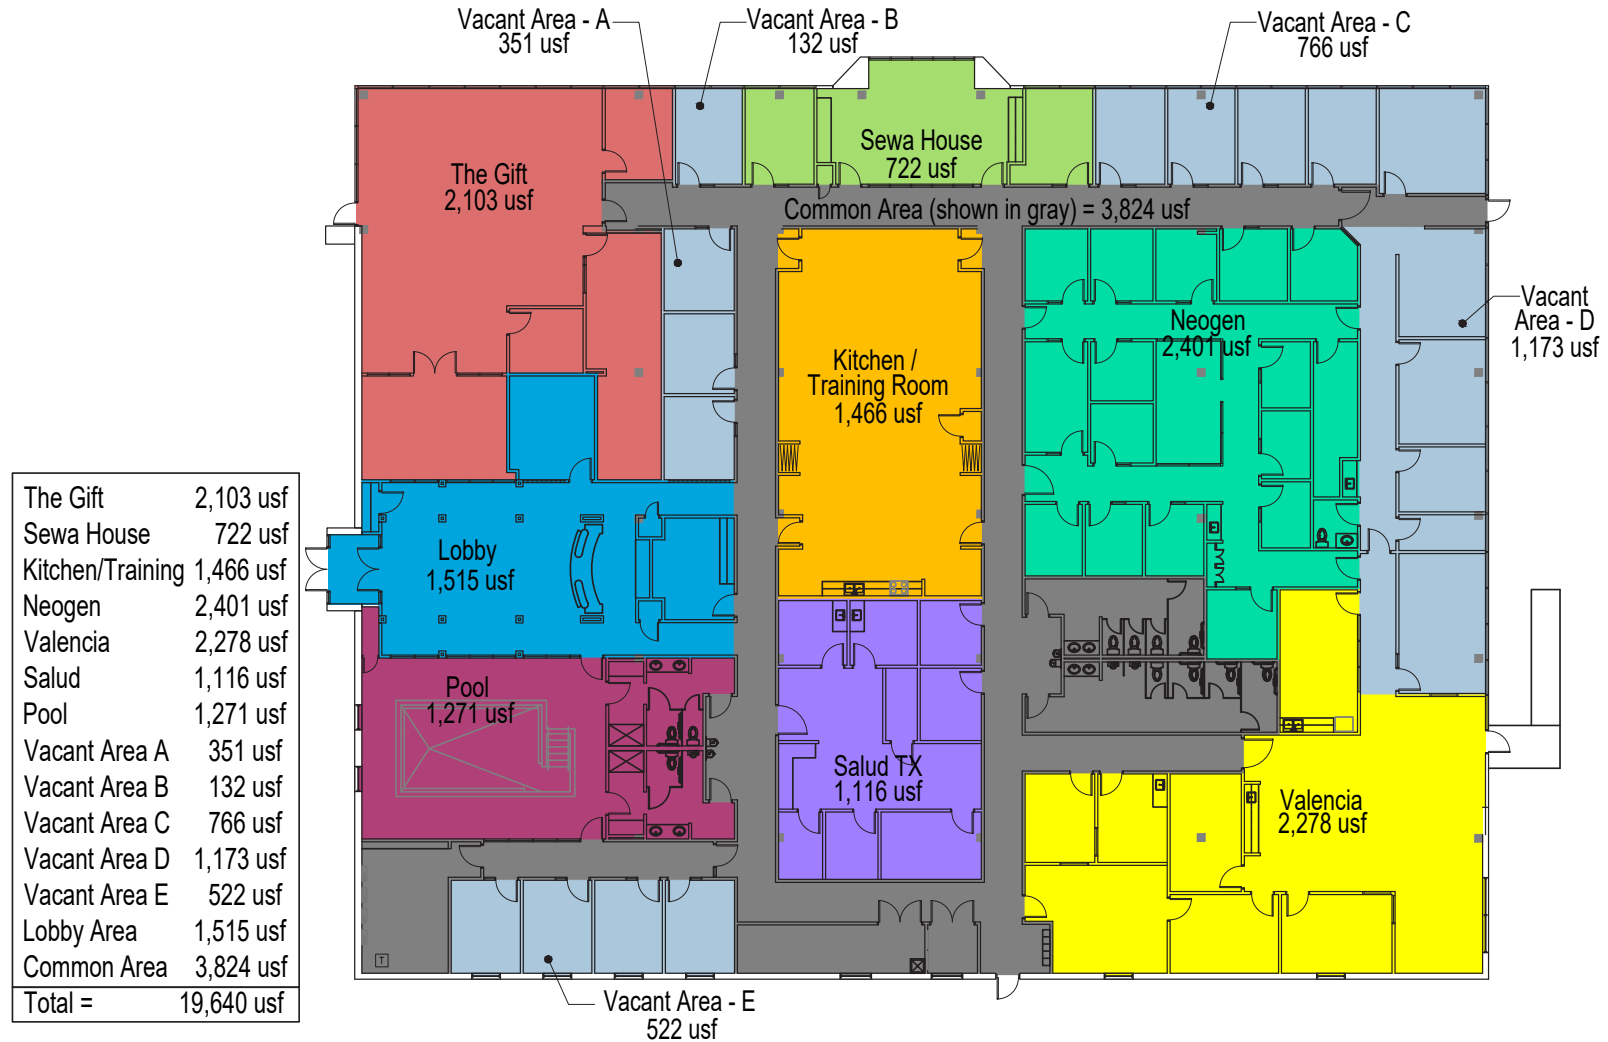 Vacant Area - A
351 usf
Vacant Area - B
132 usf
Vacant Area - C
766 usf
The Gift
2,103 usf
Sewa House
722 usf
Common Area (shown in gray) = 3,824 usf
Neogen
2,401 usf
Vacant
Area - D
1,173 usf
Kitchen /
Training Room
1,466 usf
Lobby
1,515 usf
Pool
1,271 usf
Salud TX
1,116 usf
Valencia
2,278 usf
T
Vacant Area - E
522 usf
The Gift 2,103 usf
Sewa House 722 usf
Kitchen/Training 1,466 usf
Neogen 2,401 usf
Valencia 2,278 usf
Salud 1,116 usf
Pool 1,271 usf
Vacant Area A 351 usf
Vacant Area B 132 usf
Vacant Area C 766 usf
Vacant Area D 1,173 usf
Vacant Area E 522 usf
Lobby Area 1,515 usf
Common Area 3,824 usf
Total = 19,640 usf